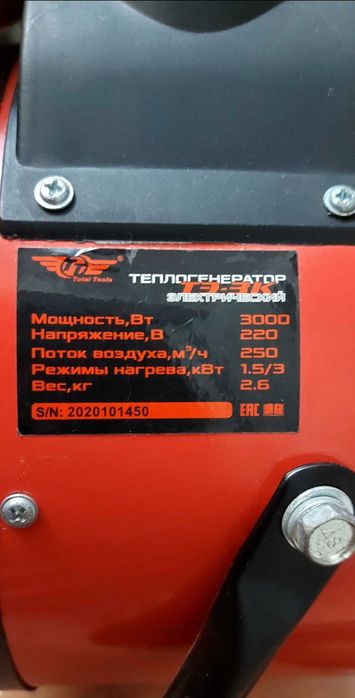 TT ®
Total Tools
ТЕПЛОГЕНЕРАТОР
ТЭ-3К
ЭЛЕКТРИЧЕСКИЙ
Мощность,Вт 3000
Напряжение,В 220
Поток воздуха,м³/ч 250
Режимы нагрева,кВт 1.5/3
Вес,кг 2.6
S/N: 2020101450 EAC